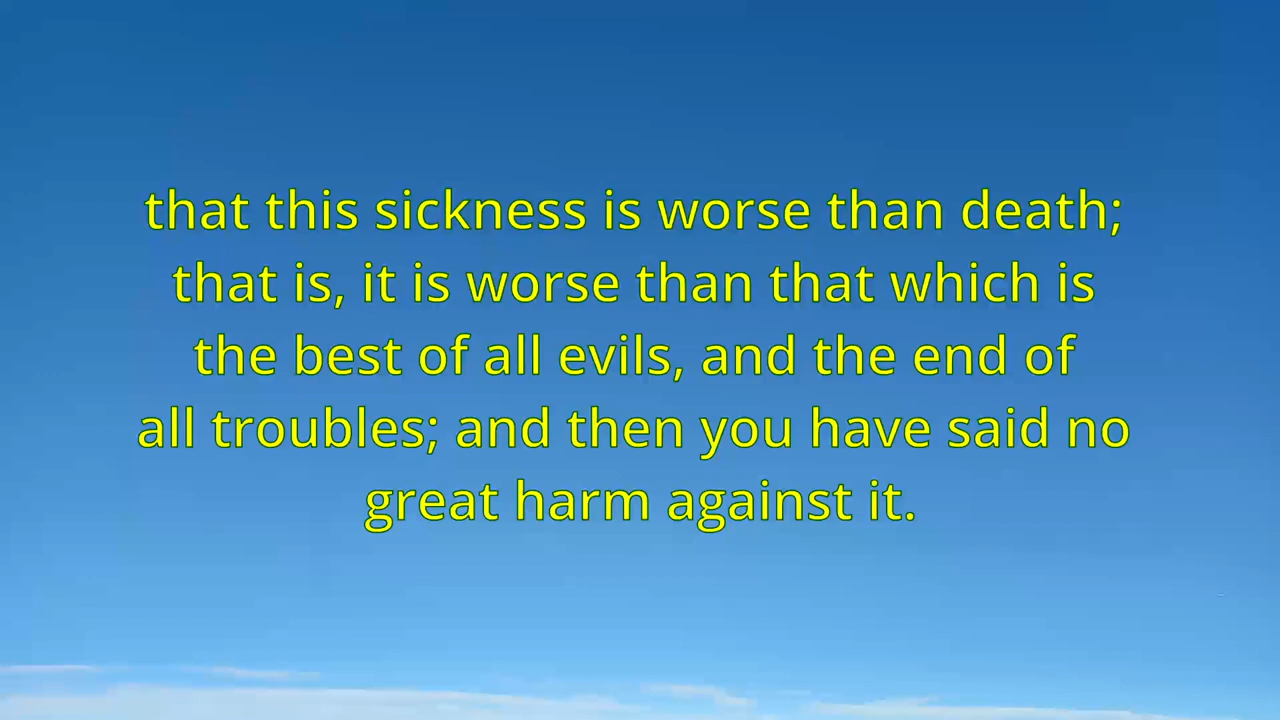 that this sickness is worse than death;
that is, it is worse than that which is
the best of all evils, and the end of
all troubles; and then you have said no
great harm against it.